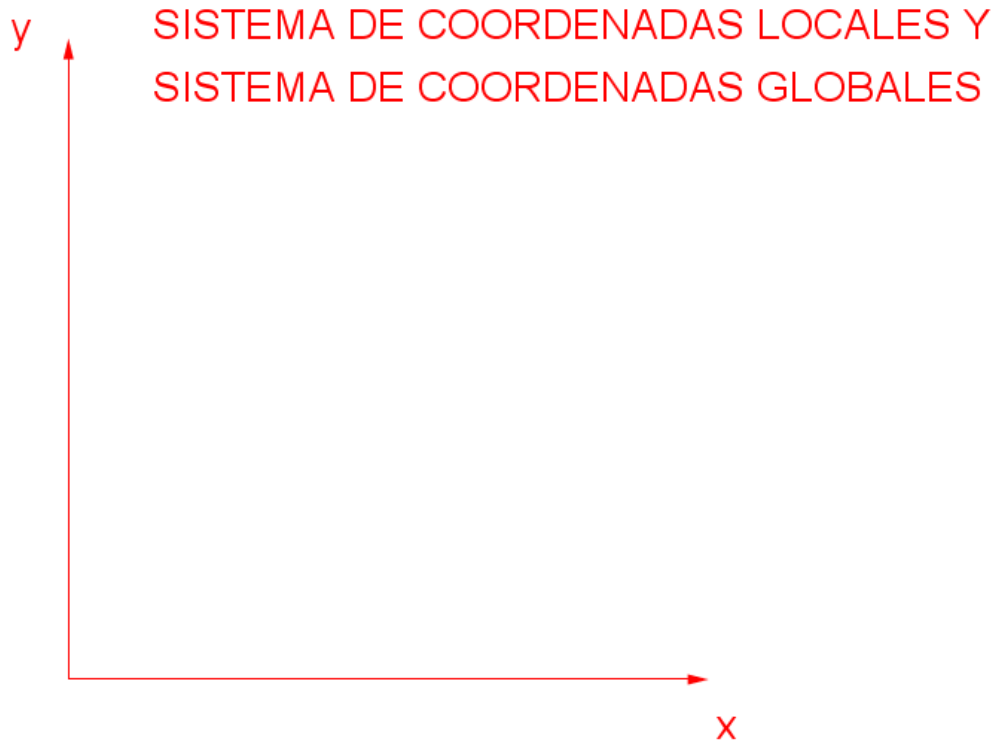 y
SISTEMA DE COORDENADAS LOCALES Y
SISTEMA DE COORDENADAS GLOBALES
x